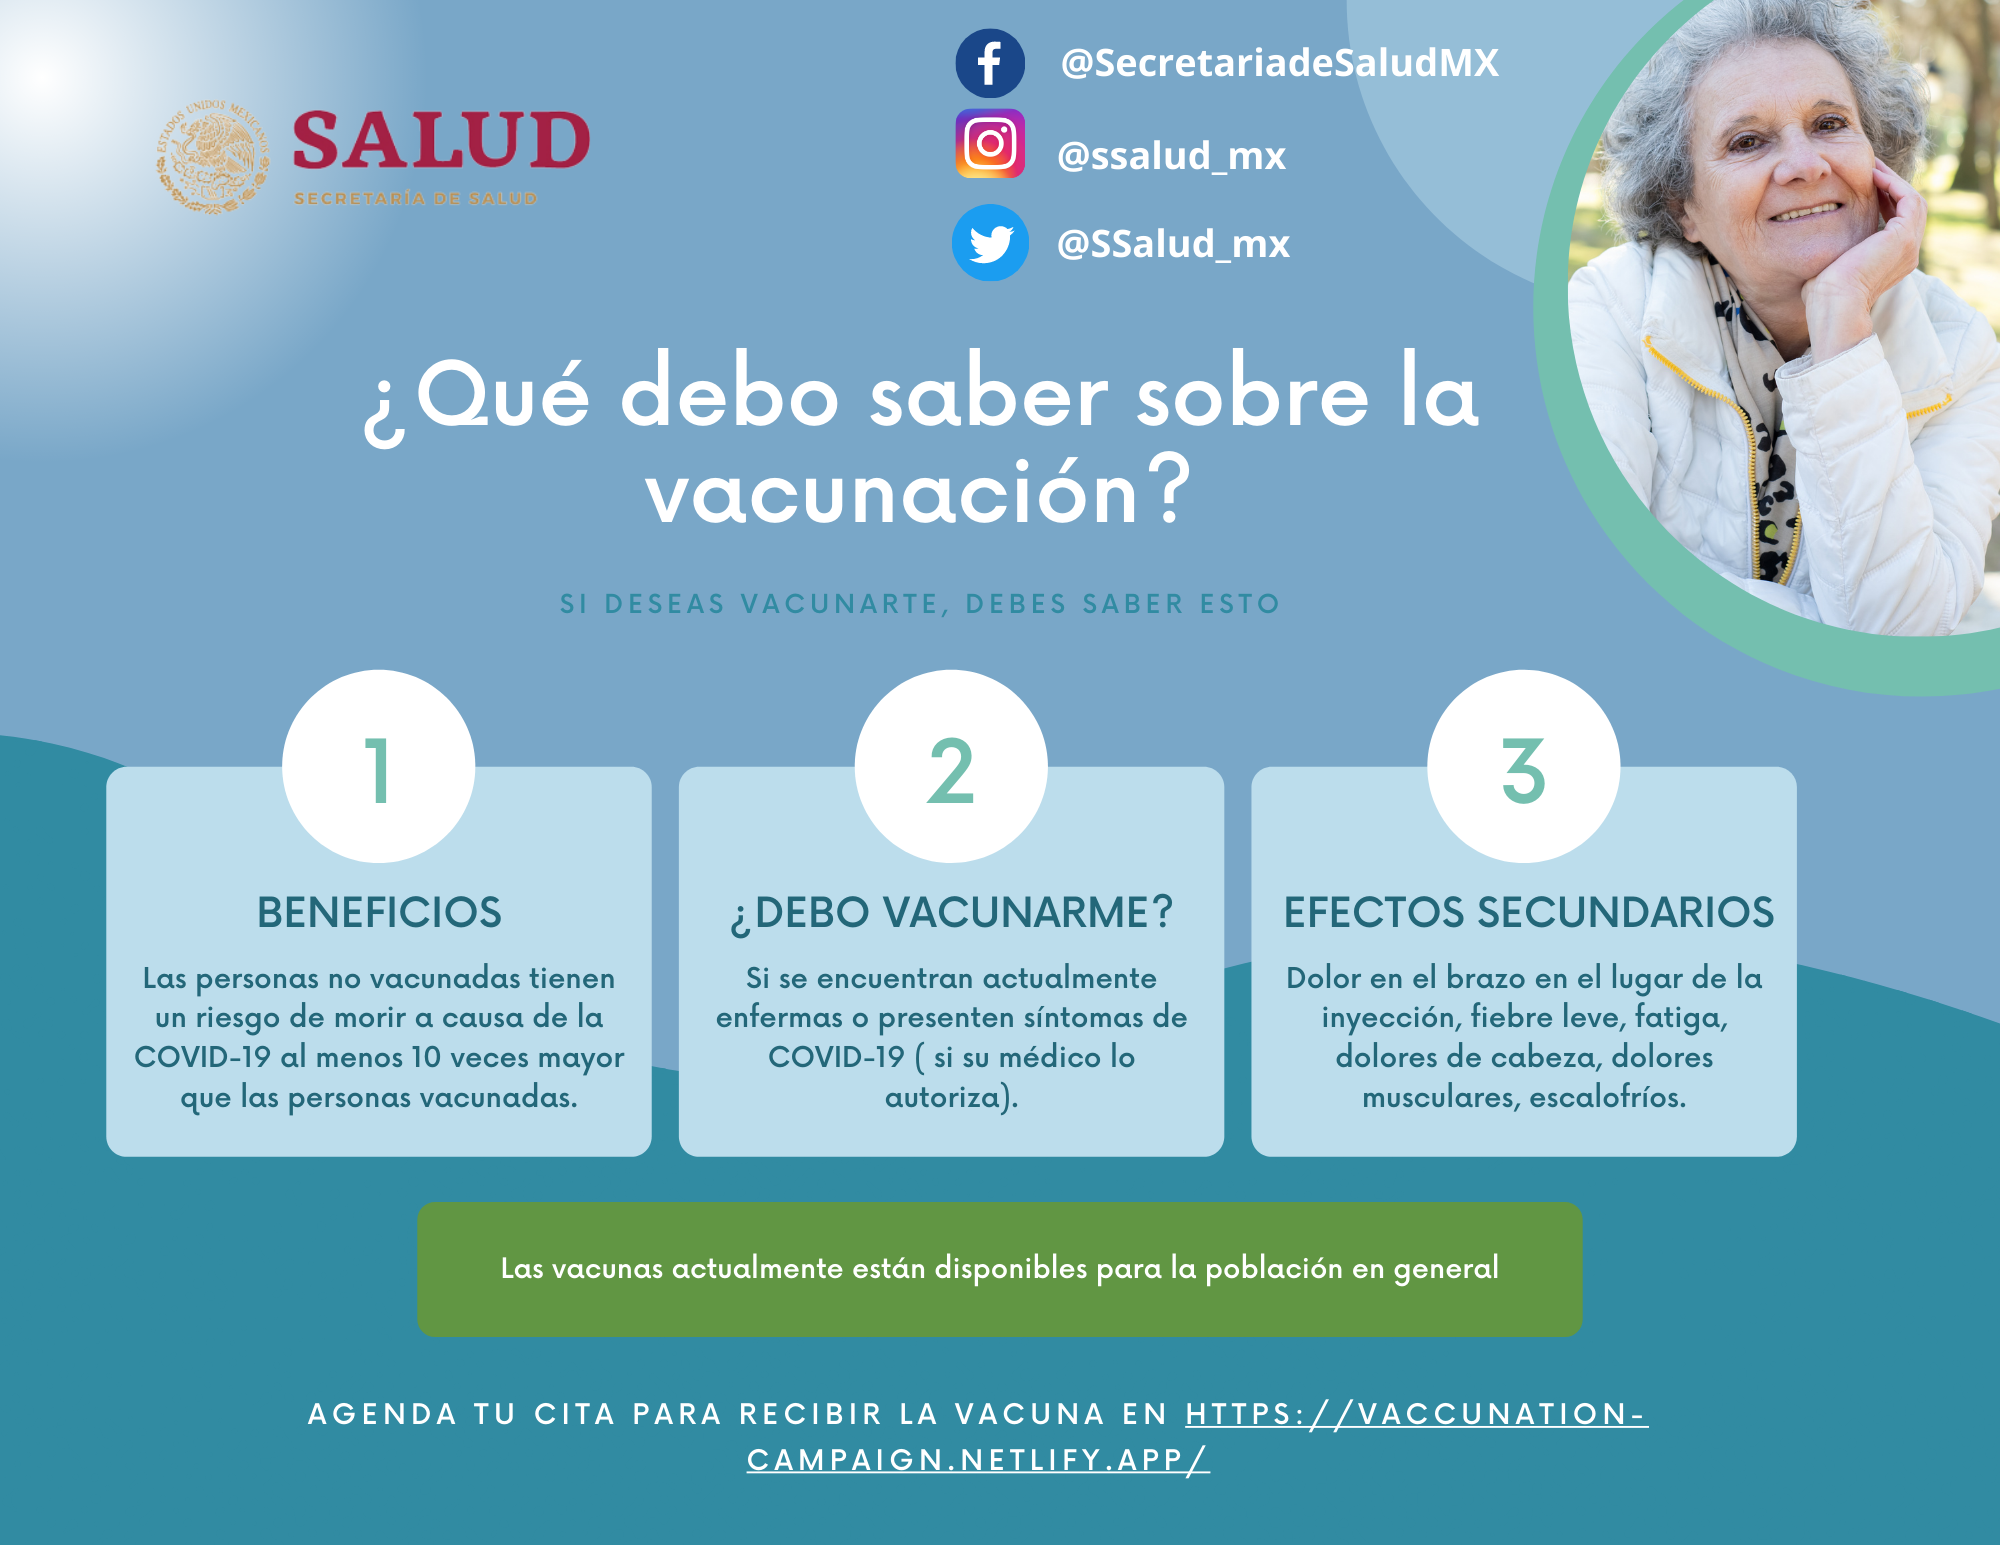 ESTADOS UNIDOS MEXICANOS
SALUD
SECRETARÍA DE SALUD
@SecretariadeSaludMX
@ssalud_mx
@SSalud_mx
¿Qué debo saber sobre la
vacunación?
SI DESEAS VACUNARTE, DEBES SABER ESTO
1
BENEFICIOS
Las personas no vacunadas tienen
un riesgo de morir a causa de la
COVID-19 al menos 10 veces mayor
que las personas vacunadas.
2
¿DEBO VACUNARME?
Si se encuentran actualmente
enfermas o presenten síntomas de
COVID-19 ( si su médico lo
autoriza).
3
EFECTOS SECUNDARIOS
Dolor en el brazo en el lugar de la
inyección, fiebre leve, fatiga,
dolores de cabeza, dolores
musculares, escalofríos.
Las vacunas actualmente están disponibles para la población en general
AGENDA TU CITA PARA RECIBIR LA VACUNA EN HTTPS://VACCUNATION-
CAMPAIGN.NETLIFY.APP/